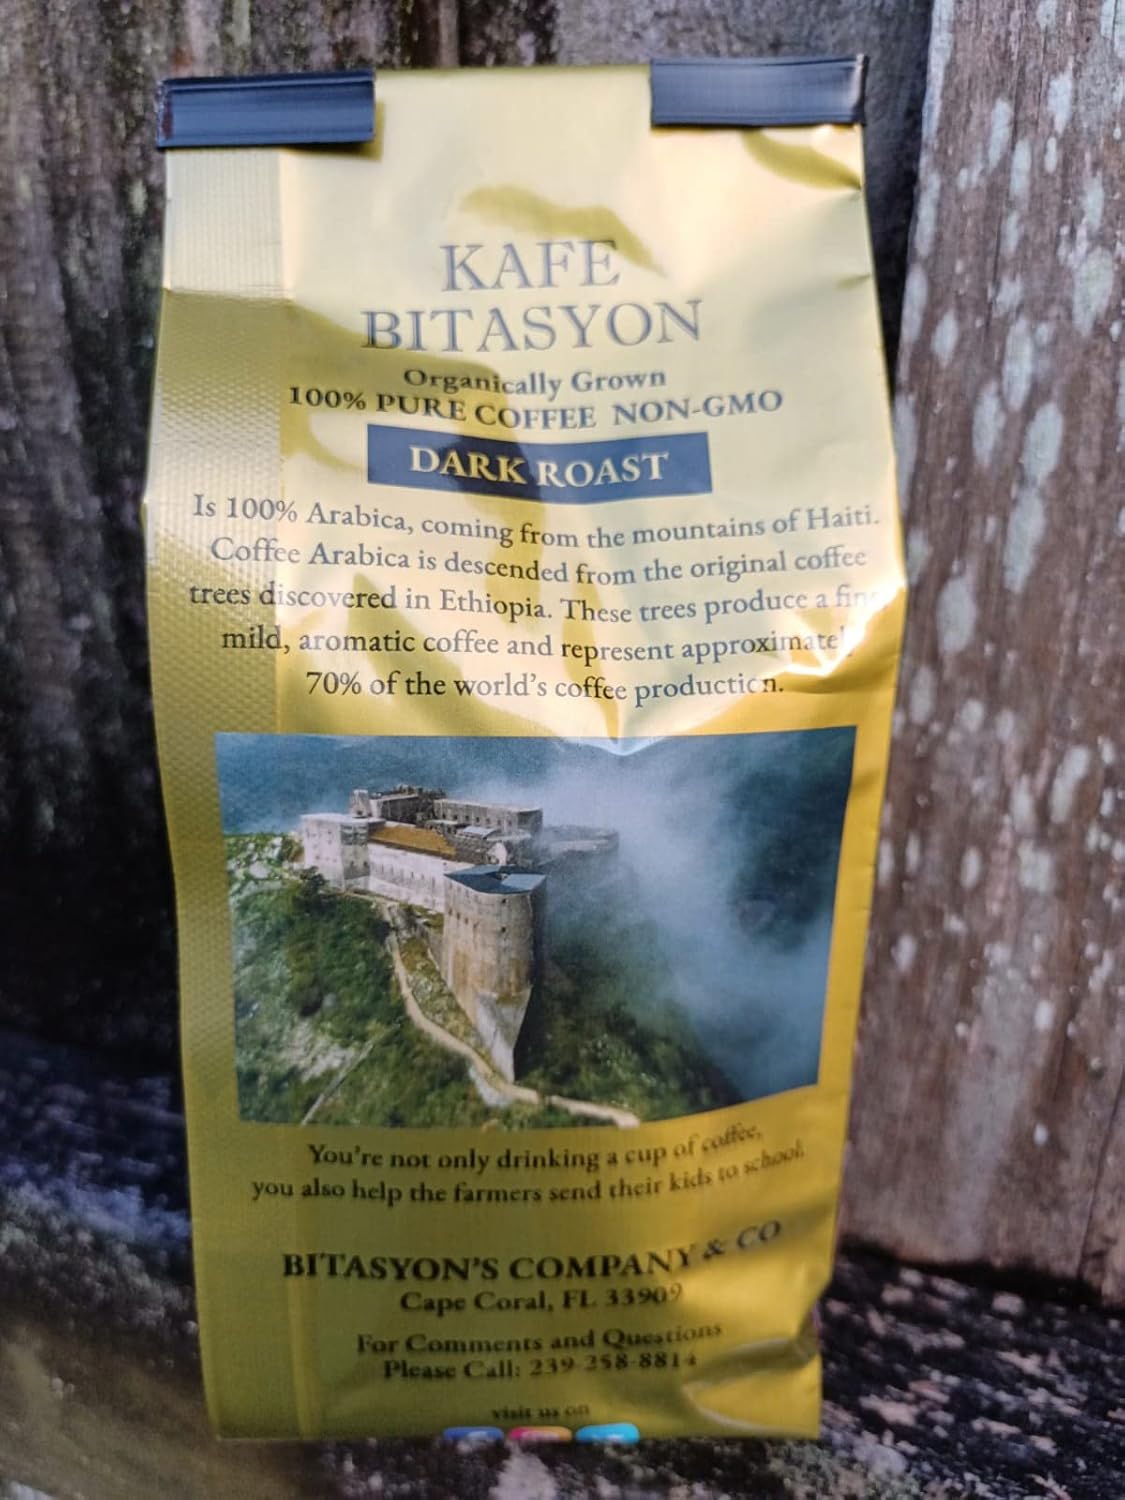 KAFE
BITASYON
Organically Grown
100% PURE COFFEE NON-GMO
DARK ROAST
Is 100% Arabica, coming from the mountains of Haiti.
Coffee Arabica is descended from the original coffee
trees discovered in Ethiopia. These trees produce a
mild, aromatic coffee and represent
70% of the world's coffee production.
You're not only drinking a cup of coffee,
you also help the farmers send their kids to school.
BITASYON'S COMPANY & CO
Cape Coral, FL 33909
For Comments and Questions
Please Call: 239-258-8814
visit us on